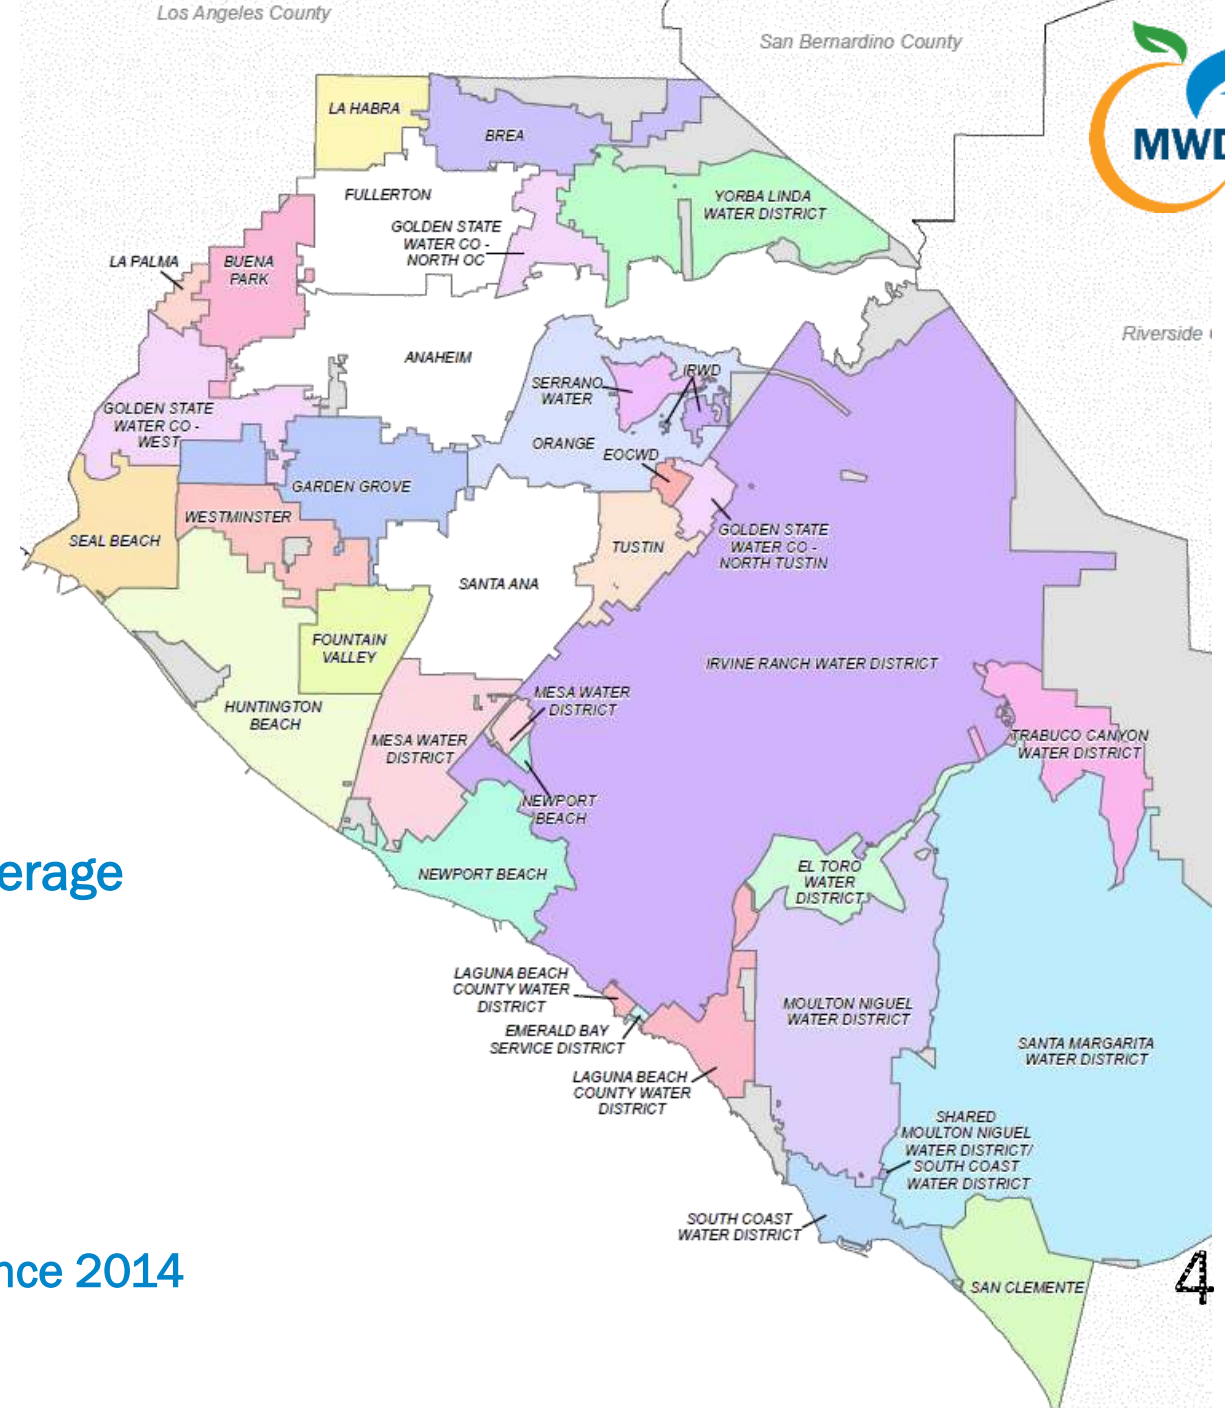 Los Angeles County
San Bernardino County
MWD
LA HABRA
BREA
FULLERTON
YORBA LINDA
WATER DISTRICT
GOLDEN STATE
WATER CO -
NORTH OC
LA PALMA
BUENA
PARK
Riverside
ANAHEIM
SERRANO
WATER
IRWD
GOLDEN STATE
WATER CO -
WEST
ORANGE
EOCWD
GARDEN GROVE
WESTMINSTER
SEAL BEACH
TUSTIN
GOLDEN STATE
WATER CO -
NORTH TUSTIN
SANTA ANA
FOUNTAIN
VALLEY
IRVINE RANCH WATER DISTRICT
HUNTINGTON
BEACH
MESA WATER
DISTRICT
MESA WATER
DISTRICT
TRABUCO CANYON
WATER DISTRICT
NEWPORT
BEACH
erage
NEWPORT BEACH
EL TORO
WATER
DISTRICT
LAGUNA BEACH
COUNTY WATER
DISTRICT
EMERALD BAY
SERVICE DISTRICT
MOULTON NIGUEL
WATER DISTRICT
SANTA MARGARITA
WATER DISTRICT
LAGUNA BEACH
COUNTY WATER
DISTRICT
SHARED
MOULTON NIGUEL
WATER DISTRICT/
SOUTH COAST
WATER DISTRICT
SOUTH COAST
WATER DISTRICT
nce 2014
SAN CLEMENTE
4